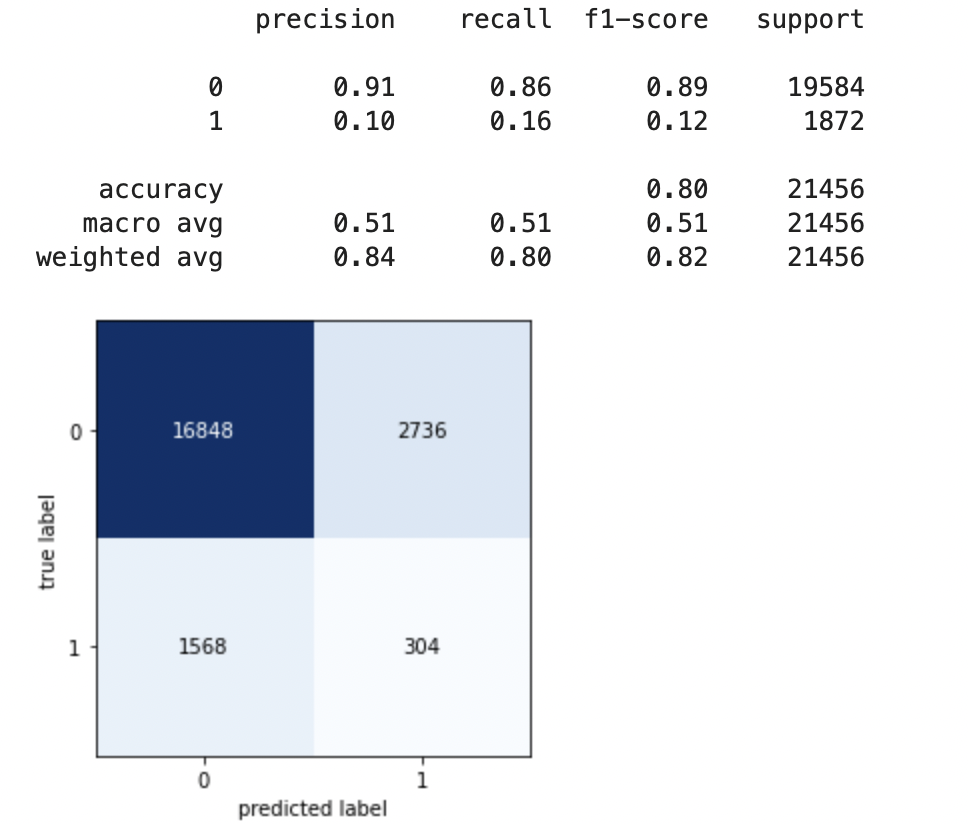 precision recall f1-score support
0 0.91 0.86 0.89 19584
1 0.10 0.16 0.12 1872
accuracy 0.80 21456
macro avg 0.51 0.51 0.51 21456
weighted avg 0.84 0.80 0.82 21456
true label
0 16848 2736
1 1568 304
0 1
predicted label